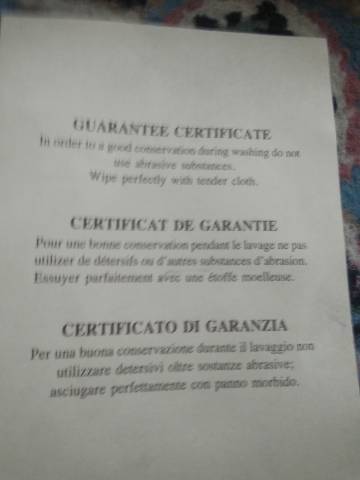 GUARANTEE CERTIFICATE
In order to a good conservation during washing do not
use abrasive substances.
Wipe perfectly with tender cloth.
CERTIFICAT DE GARANTIE
Pour une bonne conservation pendant le lavage ne pas
utilizer de détersifs ou d'autres substances d'abrasion.
Essuyer parfaitement avec une étoffe moelleuse.
CERTIFICATO DI GARANZIA
Per una buona conservazione durante il lavaggio non
utilizzare detersivi oltre sostanze abrasive;
asciugare perfettamente con panno morbido.